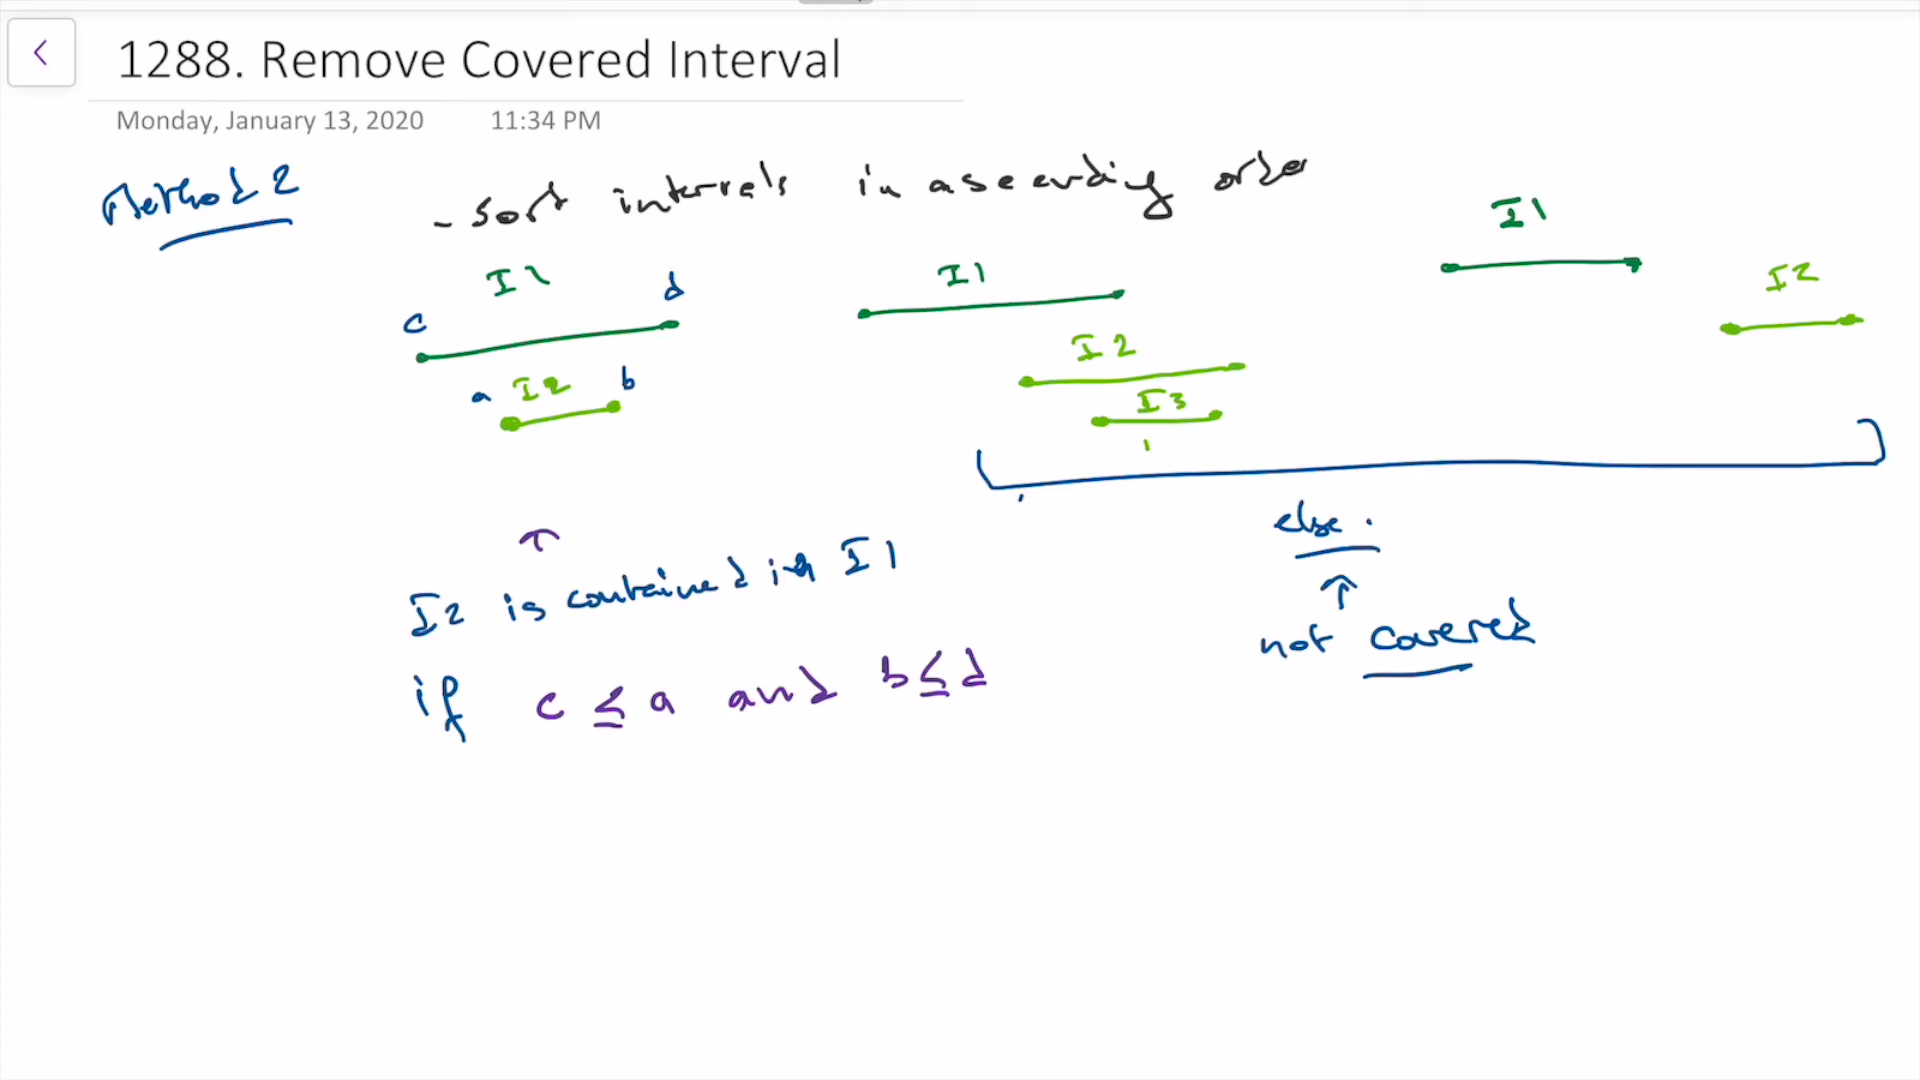 1288. Remove Covered Interval
Monday, January 13, 2020 11:34 PM
Method 2
- sort intervals in ascending order
I1
c d
a I2 b
I1
I2
I3
I1
I2
else.
I2 is contained in I1
not covered
if c ≤ a and b ≤ d